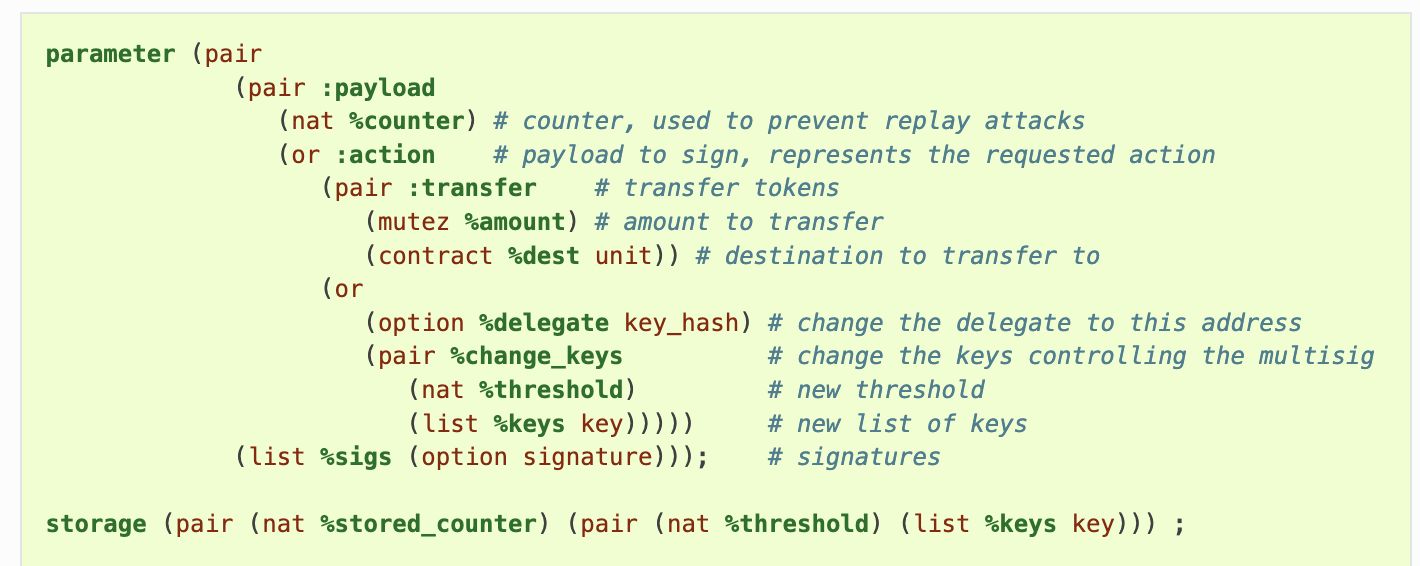 parameter (pair
(pair :payload
(nat %counter) # counter, used to prevent replay attacks
(or :action # payload to sign, represents the requested action
(pair :transfer # transfer tokens
(mutez %amount) # amount to transfer
(contract %dest unit)) # destination to transfer to
(or
(option %delegate key_hash) # change the delegate to this address
(pair %change_keys # change the keys controlling the multisig
(nat %threshold) # new threshold
(list %keys key))))) # new list of keys
(list %sigs (option signature))); # signatures
storage (pair (nat %stored_counter) (pair (nat %threshold) (list %keys key))) ;